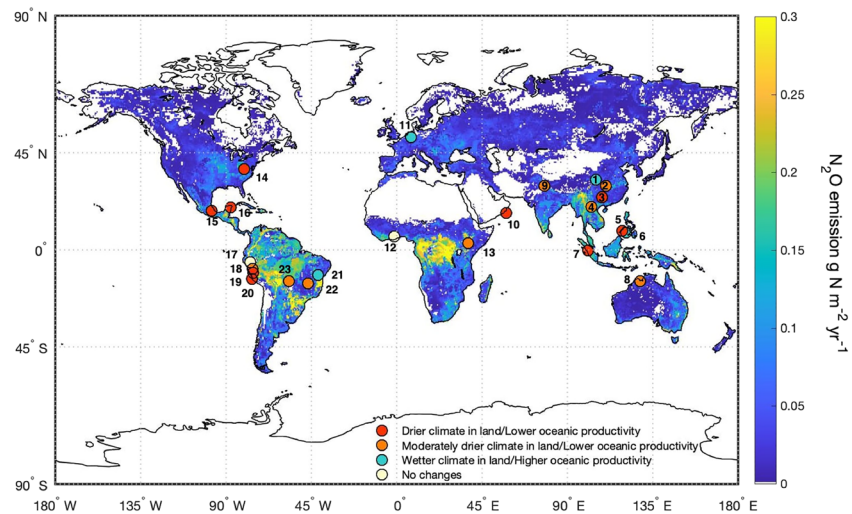 90° N
0.3
11
0.25
45° N
14
9
1
2
3
4
0.2
15
16
10
5
6
17
12
13
7
0°
18
19
20
23
21
22
8
0.15
0.1
45° S
0.05
Drier climate in land/Lower oceanic productivity
Moderately drier climate in land/Lower oceanic productivity
Wetter climate in land/Higher oceanic productivity
No changes
90° S
0
180° W
135° W
90° W
45° W
0°
45° E
90° E
135° E
180° E
N2O emission g N m-2 yr-1